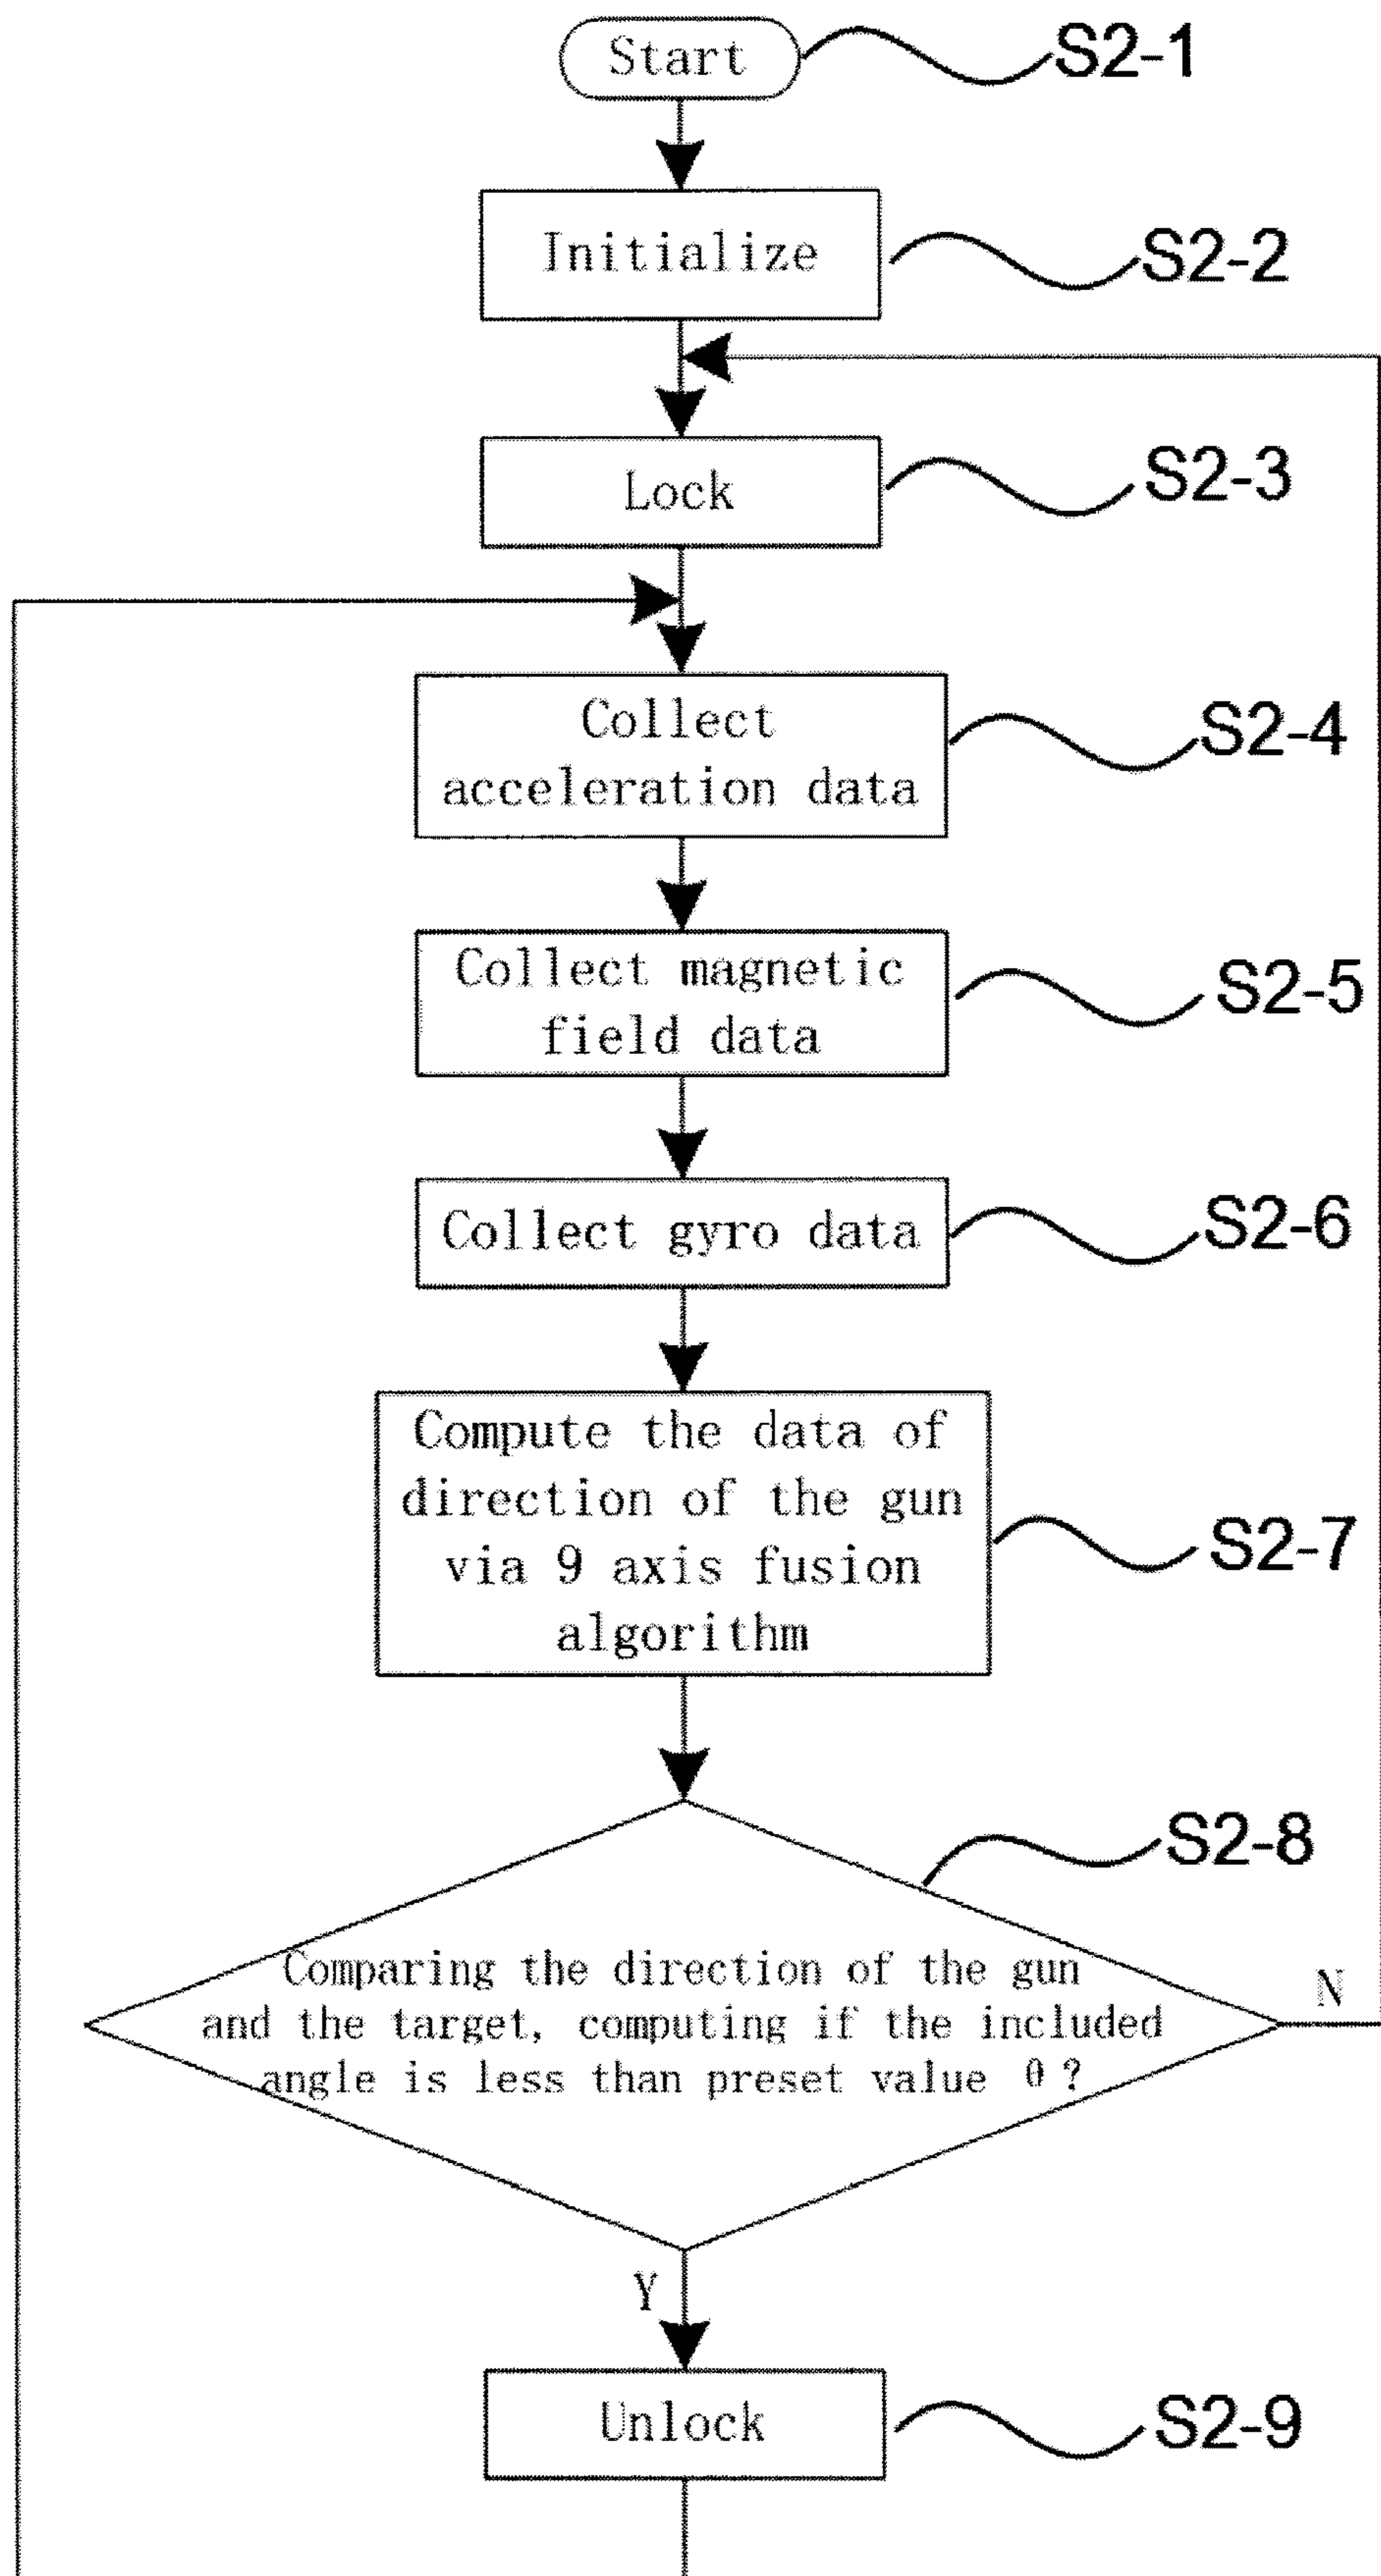 Start
S2-1
Initialize
S2-2
Lock
S2-3
Collect
acceleration data
S2-4
Collect magnetic
field data
S2-5
Collect gyro data
S2-6
Compute the data of
direction of the gun
via 9 axis fusion
algorithm
S2-7
S2-8
Comparing the direction of the gun
and the target, computing if the included
angle is less than preset value θ?
N
Y
Unlock
S2-9